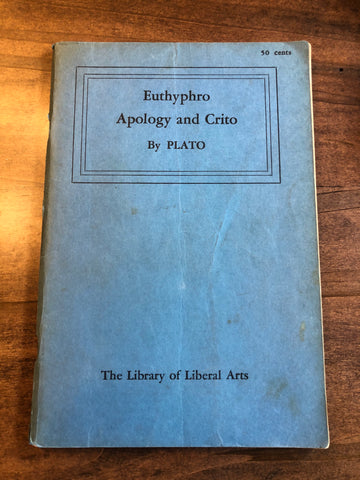 50 cents
Euthyphro
Apology and Crito
By PLATO
The Library of Liberal Arts